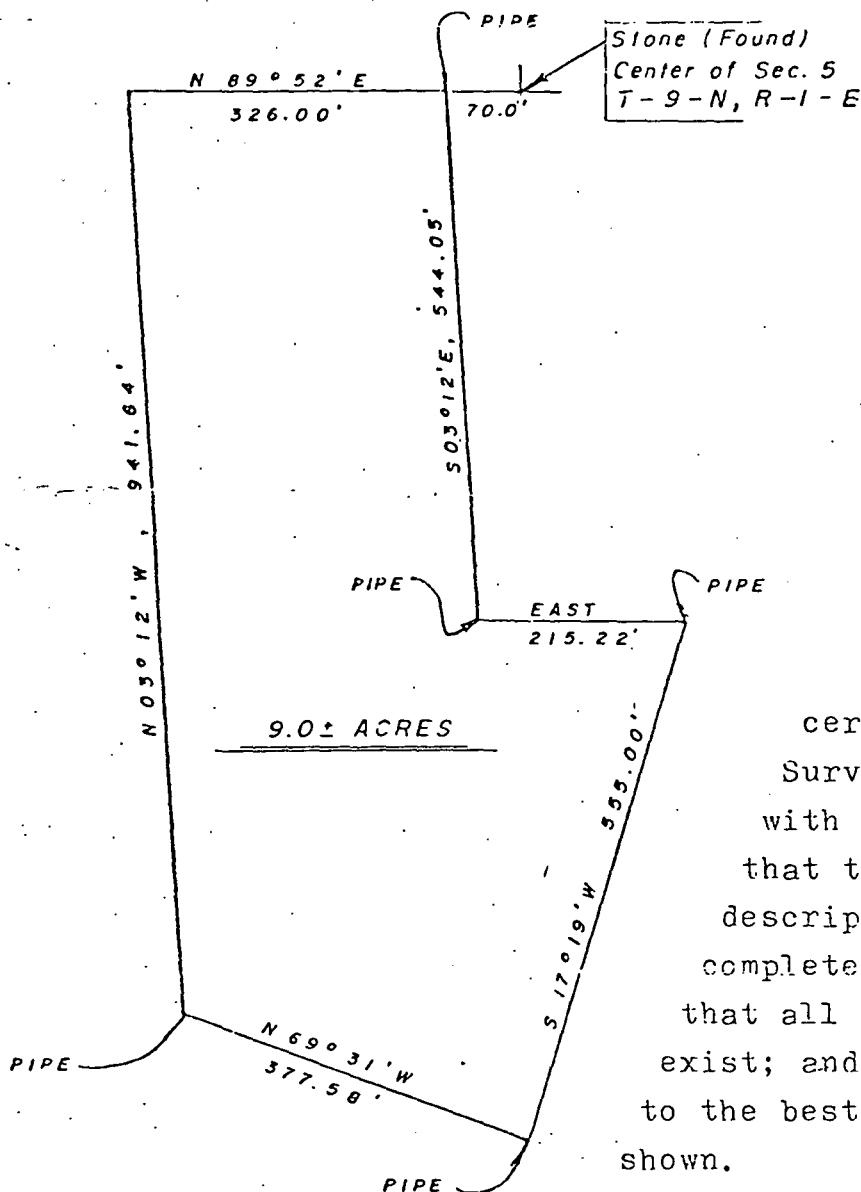 PIPE
Stone (Found)
Center of Sec. 5
T-9-N, R-1-E
N 89° 52' E
326.00'
70.0'
S 03° 12' E, 544.05'
N 03° 12' W, 941.64'
PIPE
PIPE
EAST
215.22'
9.0± ACRES
S 17° 19' W 555.00'
N 69° 31' W
377.58'
PIPE
PIPE
cer
Surv
with
that t
descrip
complete
that all
exist; and
to the best
shown.